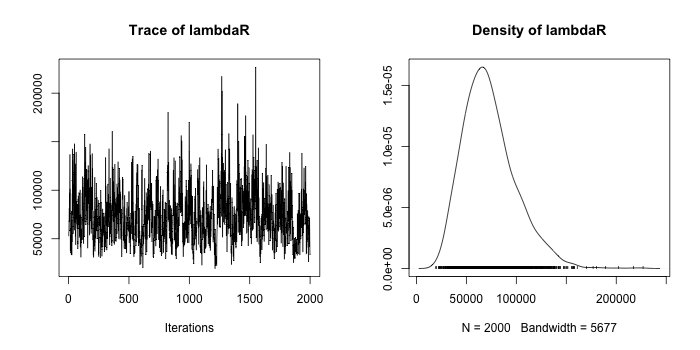 Trace of lambdaR
200000
100000
50000
0
500
1000
1500
2000
Iterations
Density of lambdaR
1.5e-05
1.0e-05
5.0e-06
0.0e+00
0
50000
100000
200000
N = 2000 Bandwidth = 5677